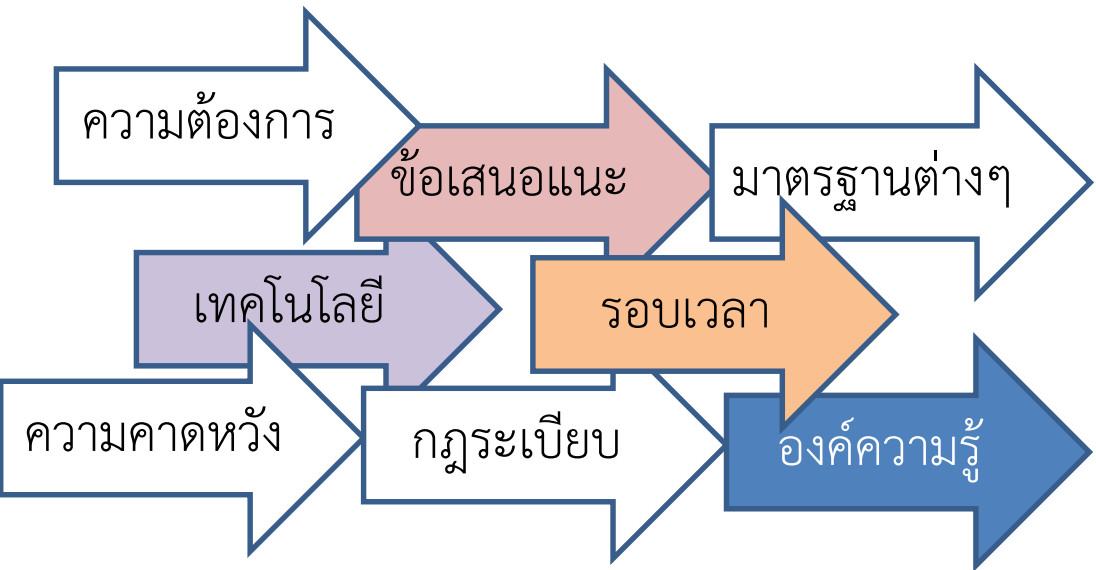 ความต้องการ
ข้อเสนอแนะ
มาตรฐานต่างๆ
เทคโนโลยี
รอบเวลา
ความคาดหวัง
กฎระเบียบ
องค์ความรู้